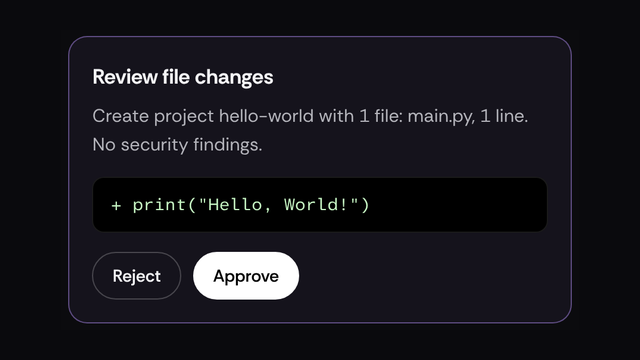 Review file changes
Create project hello-world with 1 file: main.py, 1 line.
No security findings.
+ print("Hello, World!")
Reject
Approve